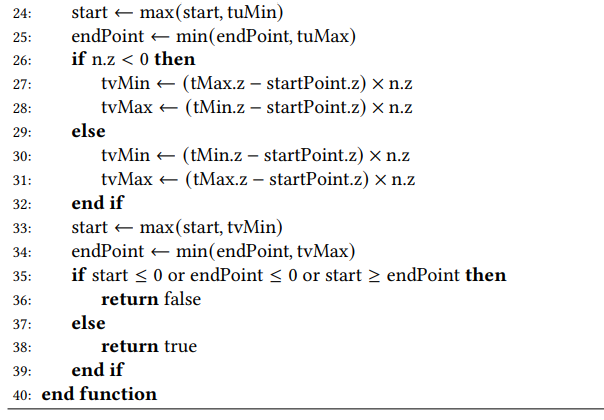 24: start ← max(start, tuMin)
25: endPoint ← min(endPoint, tuMax)
26: if n.z < 0 then
27: tvMin ← (tMax.z − startPoint.z) × n.z
28: tvMax ← (tMin.z − startPoint.z) × n.z
29: else
30: tvMin ← (tMin.z − startPoint.z) × n.z
31: tvMax ← (tMax.z − startPoint.z) × n.z
32: end if
33: start ← max(start, tvMin)
34: endPoint ← min(endPoint, tvMax)
35: if start ≤ 0 or endPoint ≤ 0 or start ≥ endPoint then
36: return false
37: else
38: return true
39: end if
40: end function